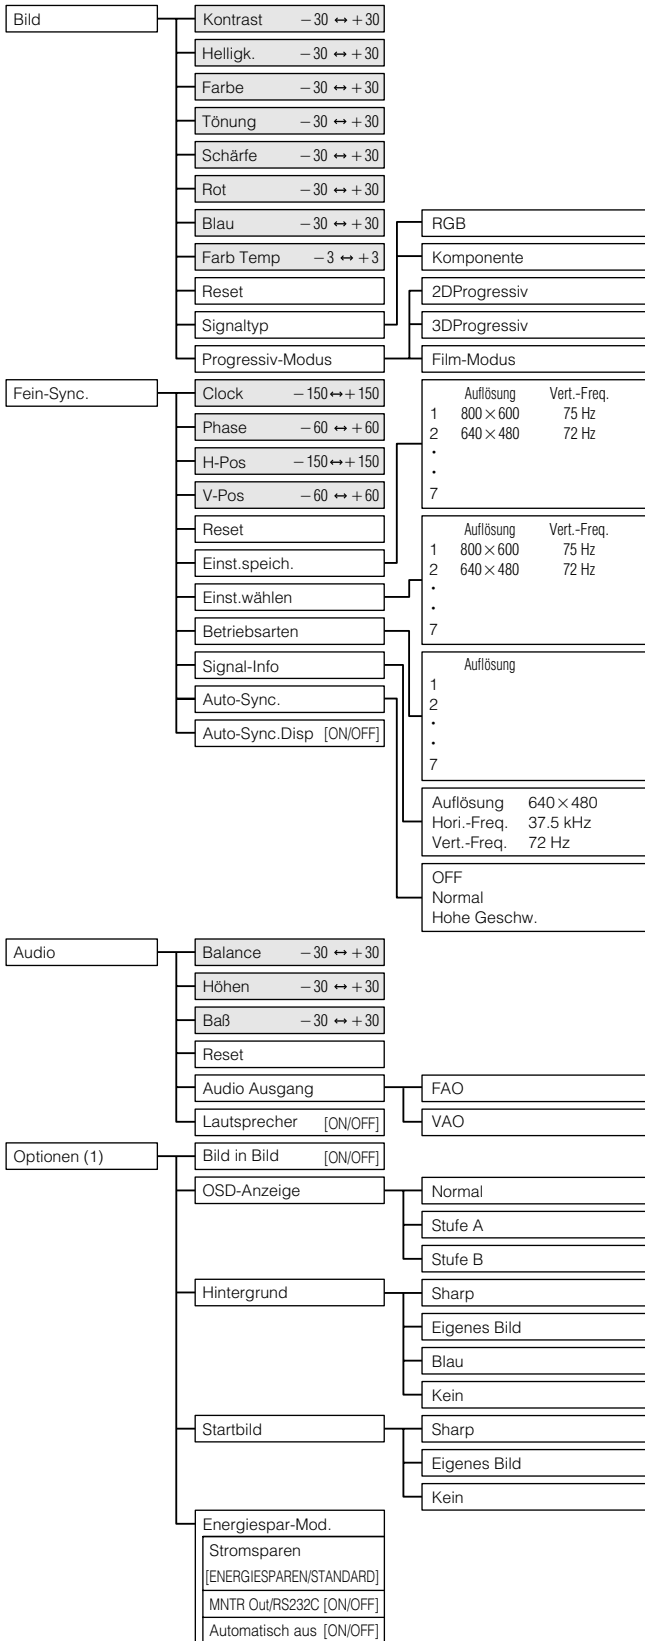 Bild
Kontrast −30 ↔ +30
Helligk. −30 ↔ +30
Farbe −30 ↔ +30
Tönung −30 ↔ +30
Schärfe −30 ↔ +30
Rot −30 ↔ +30
Blau −30 ↔ +30
Farb Temp −3 ↔ +3
Reset
Signaltyp
RGB
Komponente
Progressiv-Modus
2DProgressiv
3DProgressiv
Film-Modus
Fein-Sync.
Clock −150 ↔ +150
Phase −60 ↔ +60
H-Pos −150 ↔ +150
V-Pos −60 ↔ +60
Reset
Einst.speich.
Auflösung Vert.-Freq.
1 800×600 75 Hz
2 640×480 72 Hz
·
·
7
Einst.wählen
Auflösung Vert.-Freq.
1 800×600 75 Hz
2 640×480 72 Hz
·
·
7
Betriebsarten
Auflösung
1
2
·
·
7
Signal-Info
Auflösung 640×480
Hori.-Freq. 37.5 kHz
Vert.-Freq. 72 Hz
Auto-Sync.
OFF
Normal
Hohe Geschw.
Auto-Sync.Disp [ON/OFF]
Audio
Balance −30 ↔ +30
Höhen −30 ↔ +30
Baß −30 ↔ +30
Reset
Audio Ausgang
FAO
VAO
Lautsprecher [ON/OFF]
Optionen (1)
Bild in Bild [ON/OFF]
OSD-Anzeige
Normal
Stufe A
Stufe B
Hintergrund
Sharp
Eigenes Bild
Blau
Kein
Startbild
Sharp
Eigenes Bild
Kein
Energiespar-Mod.
Stromsparen
[ENERGIESPAREN/STANDARD]
MNTR Out/RS232C [ON/OFF]
Automatisch aus [ON/OFF]